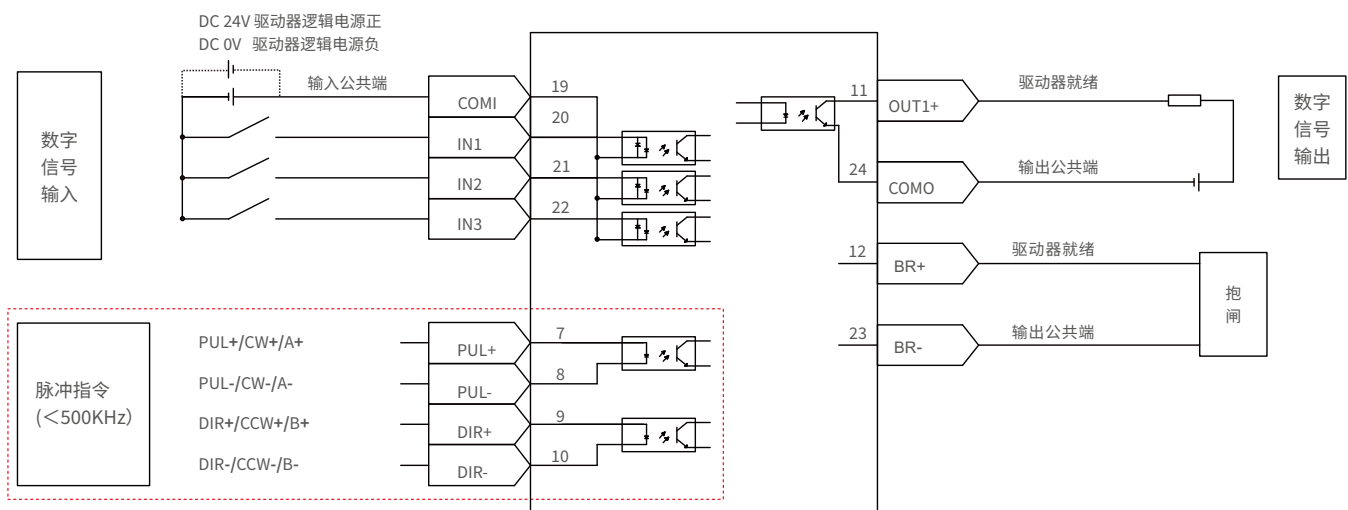 DC 24V 驱动器逻辑电源正
DC 0V 驱动器逻辑电源负
数字
信号
输入
输入公共端
COMI
IN1
IN2
IN3
19
20
21
22
11
24
12
23
OUT1+
COMO
BR+
BR-
驱动器就绪
输出公共端
驱动器就绪
输出公共端
数字
信号
输出
抱
闸
脉冲指令
(＜500KHz）
PUL+/CW+/A+
PUL-/CW-/A-
DIR+/CCW+/B+
DIR-/CCW-/B-
PUL+
PUL-
DIR+
DIR-
7
8
9
10